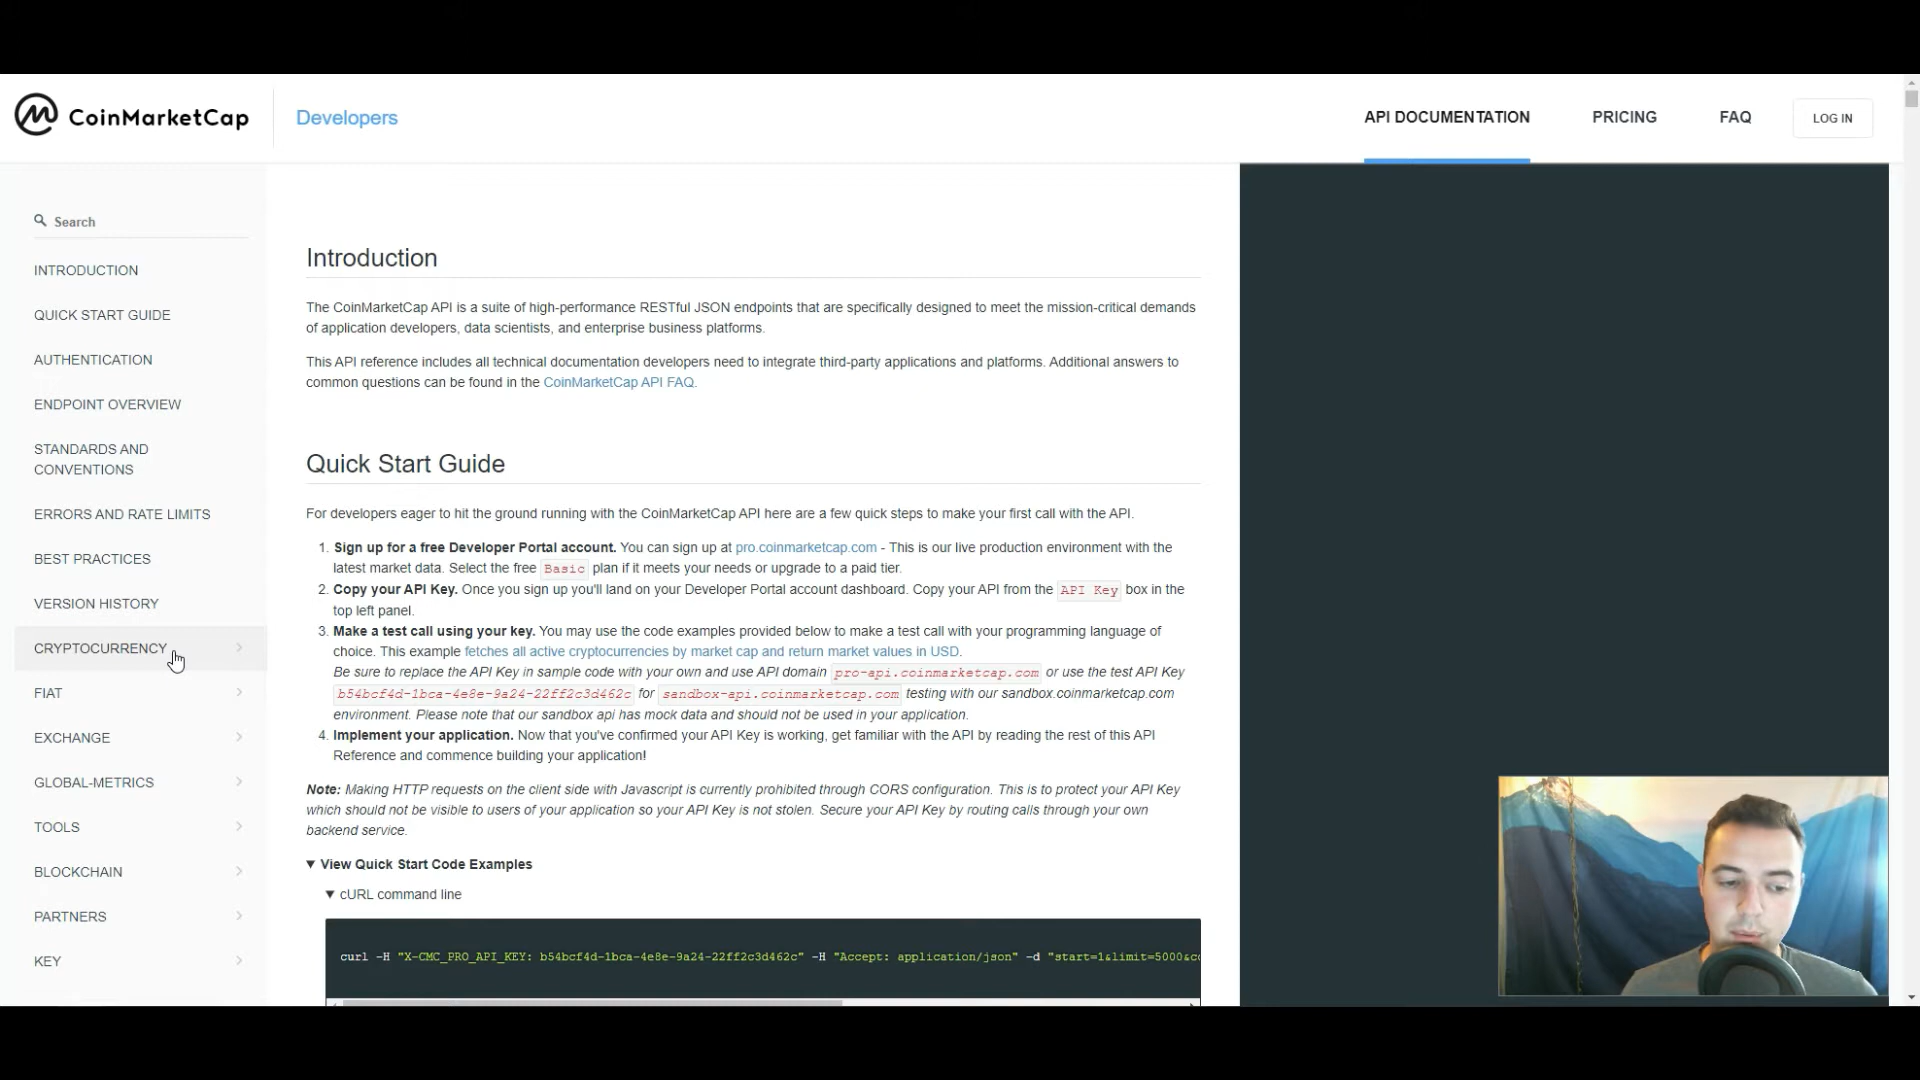 CoinMarketCap
Developers
API DOCUMENTATION
PRICING
FAQ
LOG IN
Search
INTRODUCTION
QUICK START GUIDE
AUTHENTICATION
ENDPOINT OVERVIEW
STANDARDS AND
CONVENTIONS
ERRORS AND RATE LIMITS
BEST PRACTICES
VERSION HISTORY
CRYPTOCURRENCY
FIAT
EXCHANGE
GLOBAL-METRICS
TOOLS
BLOCKCHAIN
PARTNERS
KEY
Introduction
The CoinMarketCap API is a suite of high-performance RESTful JSON endpoints that are specifically designed to meet the mission-critical demands
of application developers, data scientists, and enterprise business platforms.
This API reference includes all technical documentation developers need to integrate third-party applications and platforms. Additional answers to
common questions can be found in the CoinMarketCap API FAQ.
Quick Start Guide
For developers eager to hit the ground running with the CoinMarketCap API here are a few quick steps to make your first call with the API.
1. Sign up for a free Developer Portal account. You can sign up at pro.coinmarketcap.com - This is our live production environment with the
latest market data. Select the free Basic plan if it meets your needs or upgrade to a paid tier.
2. Copy your API Key. Once you sign up you'll land on your Developer Portal account dashboard. Copy your API from the API Key box in the
top left panel.
3. Make a test call using your key. You may use the code examples provided below to make a test call with your programming language of
choice. This example fetches all active cryptocurrencies by market cap and return market values in USD.
Be sure to replace the API Key in sample code with your own and use API domain pro-api.coinmarketcap.com or use the test API Key
b54bcf4d-1bca-4e8e-9a24-22ff2c3d462c for sandbox-api.coinmarketcap.com testing with our sandbox.coinmarketcap.com
environment. Please note that our sandbox api has mock data and should not be used in your application.
4. Implement your application. Now that you've confirmed your API Key is working, get familiar with the API by reading the rest of this API
Reference and commence building your application!
Note: Making HTTP requests on the client side with Javascript is currently prohibited through CORS configuration. This is to protect your API Key
which should not be visible to users of your application so your API Key is not stolen. Secure your API Key by routing calls through your own
backend service.
▼ View Quick Start Code Examples
▼ cURL command line
curl -H "X-CMC_PRO_API_KEY: b54bcf4d-1bca-4e8e-9a24-22ff2c3d462c" -H "Accept: application/json" -d "start=1&limit=5000&c